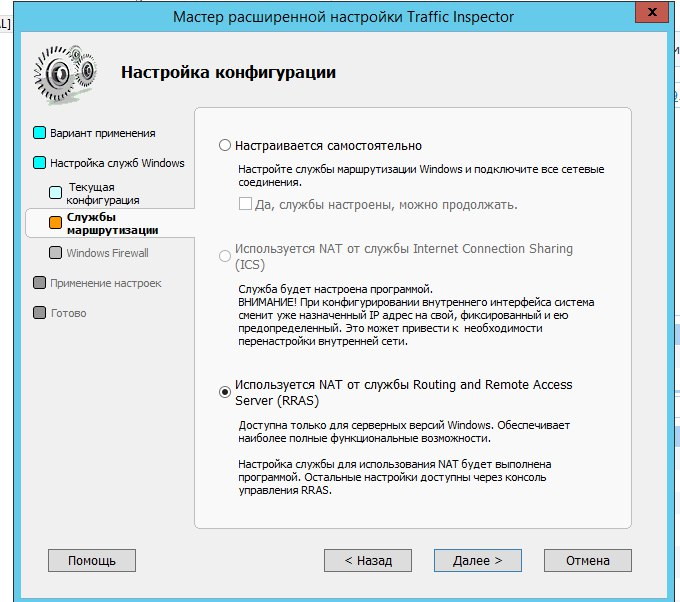 Мастер расширенной настройки Traffic Inspector
x
L]
Настройка конфигурации
Вариант применения
Настройка служб Windows
Текущая
конфигурация
Службы
маршрутизации
Windows Firewall
Применение настроек
Готово
Настраивается самостоятельно
Настройте службы маршрутизации Windows и подключите все сетевые
соединения.
Да, службы настроены, можно продолжать.
Используется NAT от службы Internet Connection Sharing
(ICS)
Служба будет настроена программой.
ВНИМАНИЕ! При конфигурировании внутреннего интерфейса система
сменит уже назначенный IP адрес на свой, фиксированный и ею
предопределенный. Это может привести к необходимости
перенастройки внутренней сети.
Используется NAT от службы Routing and Remote Access
Server (RRAS)
Доступна только для серверных версий Windows. Обеспечивает
наиболее полные функциональные возможности.
Настройка службы для использования NAT будет выполнена
программой. Остальные настройки доступны через консоль
управления RRAS.
Помощь
< Назад
Далее >
Отмена